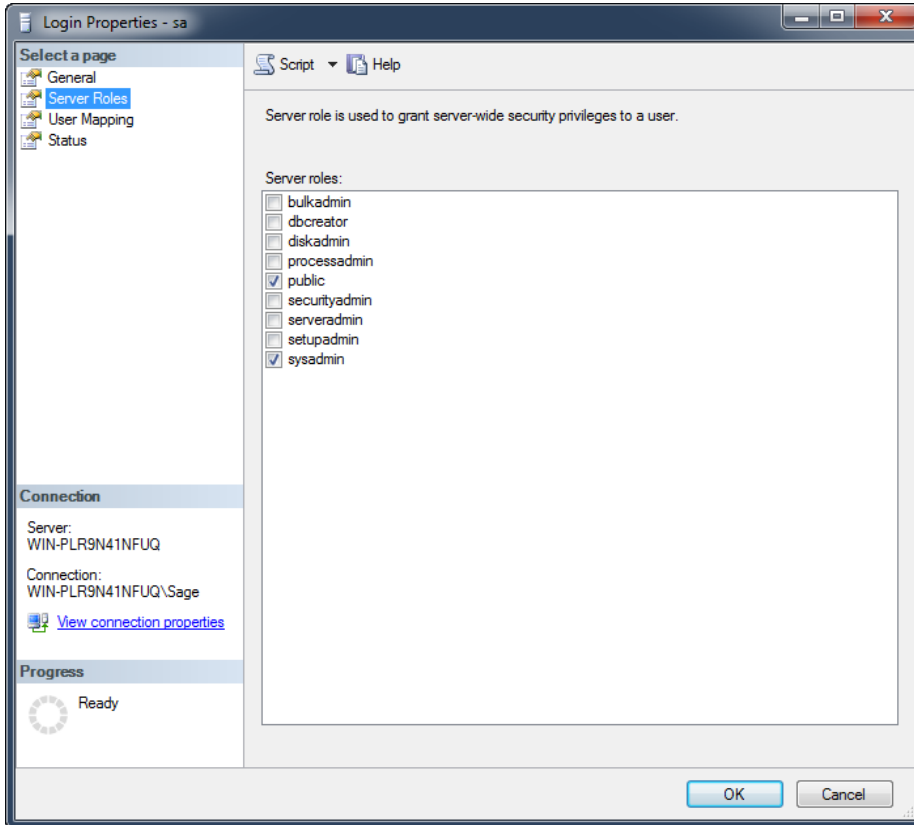 Login Properties - sa
Select a page
General
Server Roles
User Mapping
Status
Script
Help
Server role is used to grant server-wide security privileges to a user.
Server roles:
bulkadmin
dbcreator
diskadmin
processadmin
public
securityadmin
serveradmin
setupadmin
sysadmin
Connection
Server:
WIN-PLR9N41NFUQ
Connection:
WIN-PLR9N41NFUQ\Sage
View connection properties
Progress
Ready
OK
Cancel